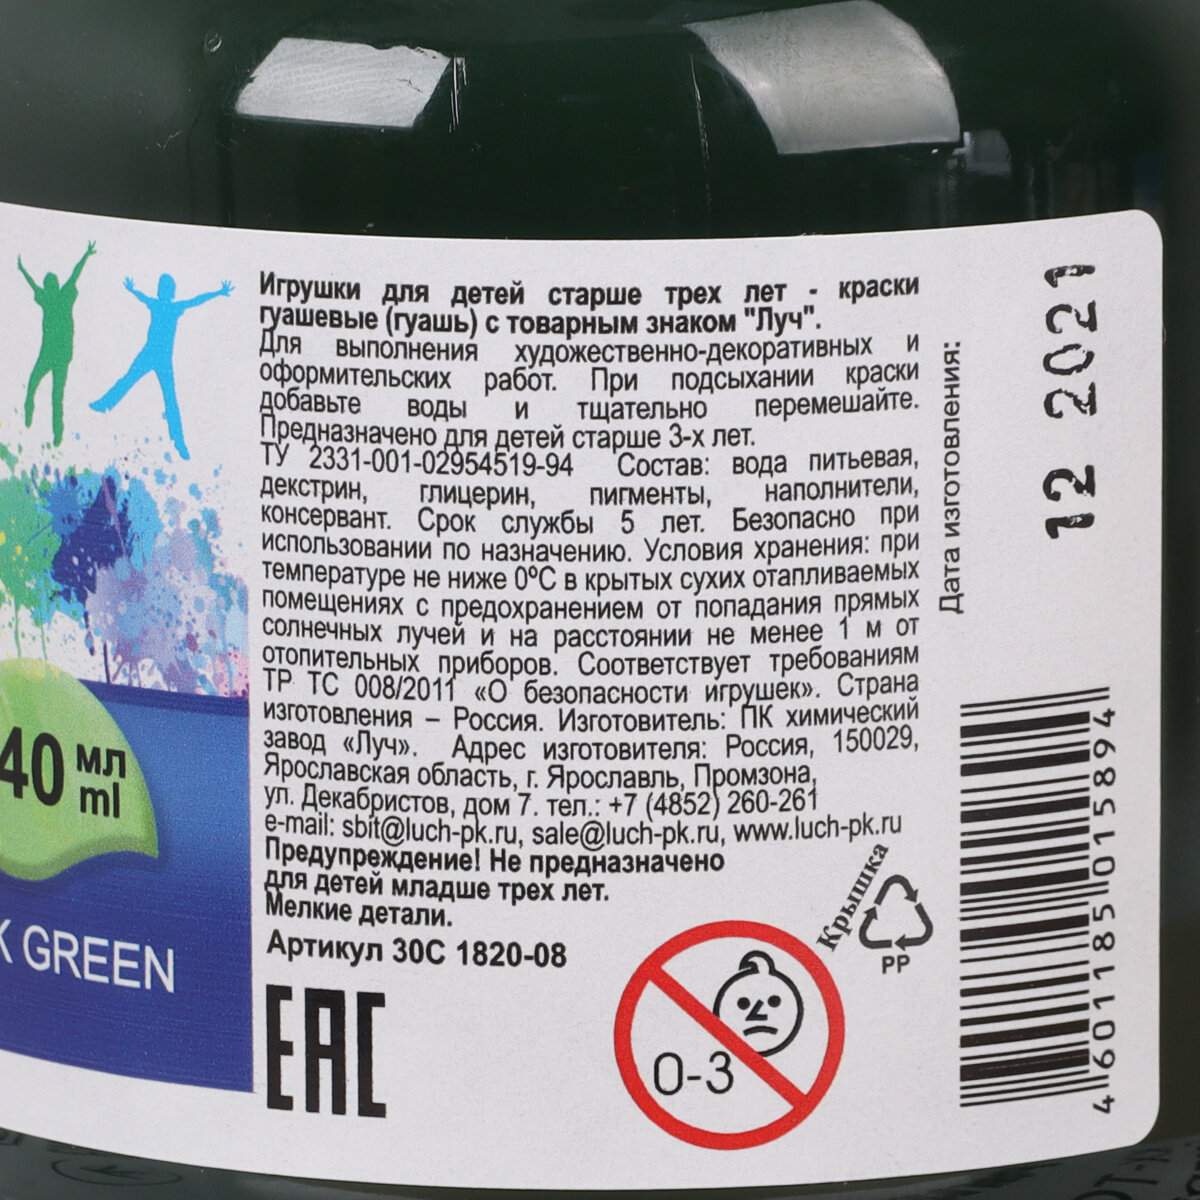 Игрушки для детей старше трех лет - краски
гуашевые (гуашь) с товарным знаком "Луч".
Для выполнения художественно-декоративных и
оформительских работ. При подсыхании краски
добавьте воды и тщательно перемешайте.
Предназначено для детей старше 3-х лет.
ТУ 2331-001-02954519-94 Состав: вода питьевая,
декстрин, глицерин, пигменты, наполнители,
консервант. Срок службы 5 лет. Безопасно при
использовании по назначению. Условия хранения: при
температуре не ниже 0ºС в крытых сухих отапливаемых
помещениях с предохранением от попадания прямых
солнечных лучей и на расстоянии не менее 1 м от
отопительных приборов. Соответствует требованиям
ТР ТС 008/2011 «О безопасности игрушек». Страна
изготовления – Россия. Изготовитель: ПК химический
завод «Луч». Адрес изготовителя: Россия, 150029,
Ярославская область, г. Ярославль, Промзона,
ул. Декабристов, дом 7. тел.: +7 (4852) 260-261
e-mail: sbit@luch-pk.ru, sale@luch-pk.ru, www.luch-pk.ru
Предупреждение! Не предназначено
для детей младше трех лет.
Мелкие детали.
Артикул 30С 1820-08
EAC
0-3
Крышка
PP
Дата изготовления:
12 2021
4 601185 015894
40 мл
ml
K GREEN